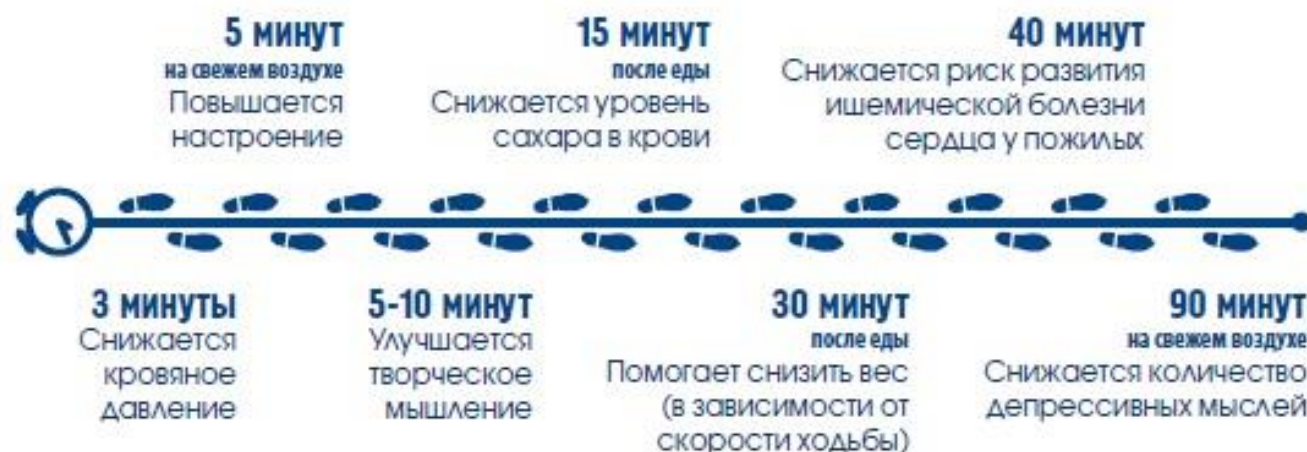 5 минут
на свежем воздухе
Повышается
настроение
15 минут
после еды
Снижается уровень
сахара в крови
40 минут
Снижается риск развития
ишемической болезни
сердца у пожилых
3 минуты
Снижается
кровяное
давление
5-10 минут
Улучшается
творческое
мышление
30 минут
после еды
Помогает снизить вес
(в зависимости от
скорости ходьбы)
90 минут
на свежем воздухе
Снижается количество
депрессивных мыслей